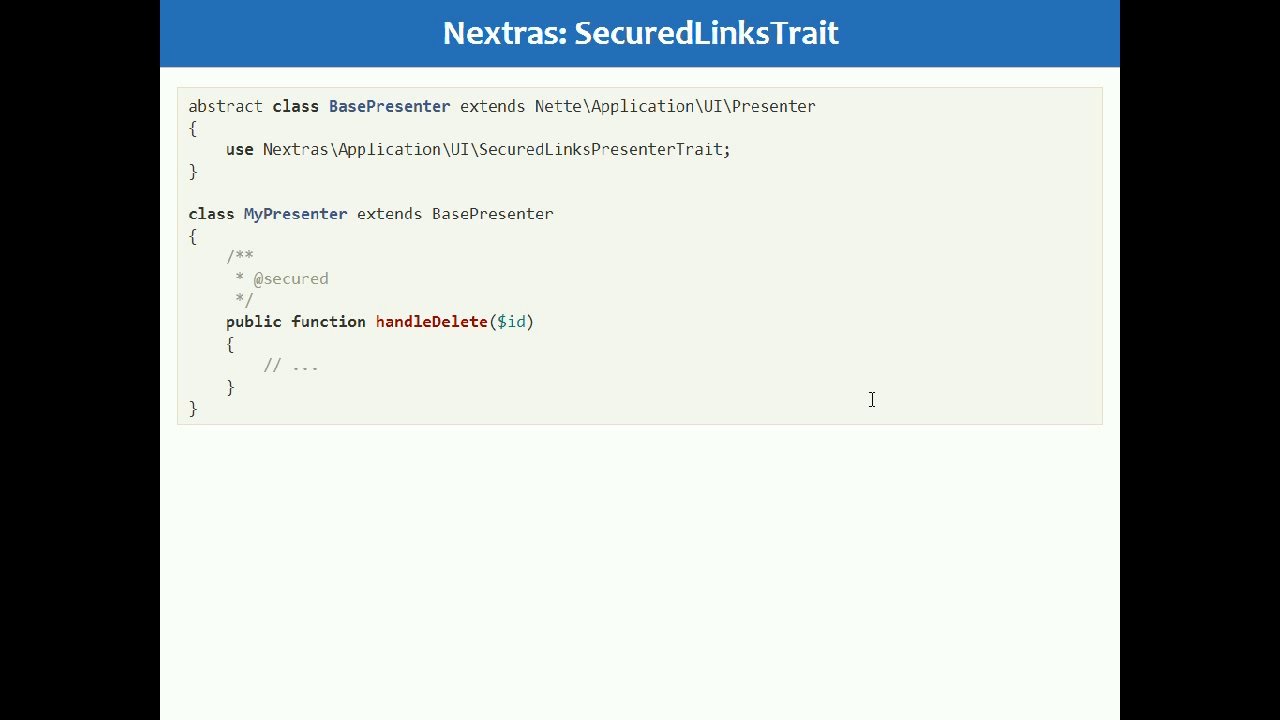 Nextras: SecuredLinksTrait
abstract class BasePresenter extends Nette\Application\UI\Presenter
{
    use Nextras\Application\UI\SecuredLinksPresenterTrait;
}

class MyPresenter extends BasePresenter
{
    /**
     * @secured
     */
    public function handleDelete($id)
    {
        // ...
    }
}